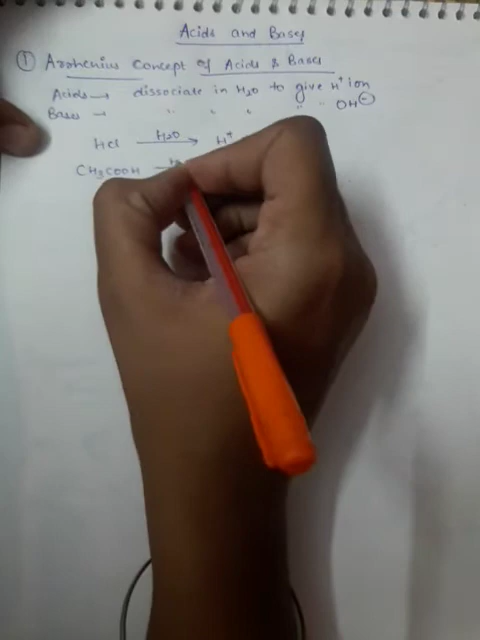 Acids and Bases
① Arrhenius Concept of Acids & Bases
Acids → dissociate in H₂O to give H⁺ ion
Bases → " " " " " OH⊖
HCl H₂O→ H⁺
CH₃COOH